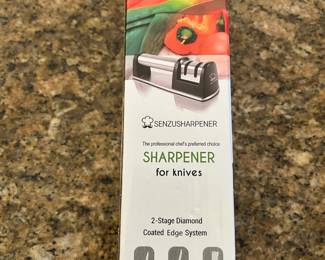 SENZUSHARPENER
The professional chef's preferred choice
SHARPENER
for knives
2-Stage Diamond
Coated Edge System